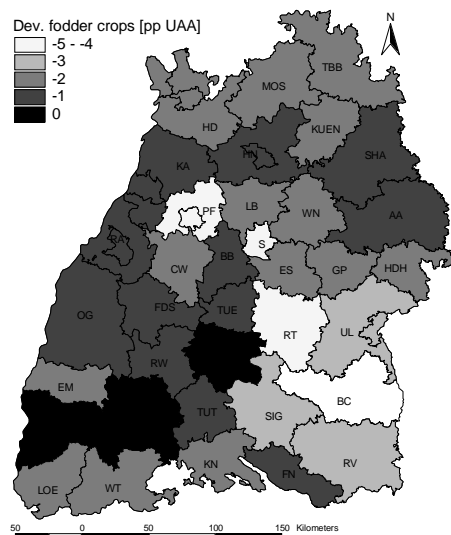 Dev. fodder crops [pp UAA]
-5 - -4
-3
-2
-1
0
N
TBB
MOS
HD
KUEN
HN
SHA
KA
PF
LB
WN
AA
RA
S
CW
BB
ES
GP
HDH
OG
FDS
TUE
RT
UL
RW
EM
BC
TUT
SIG
KN
FN
RV
LOE
WT
50 0 50 100 150 Kilometers